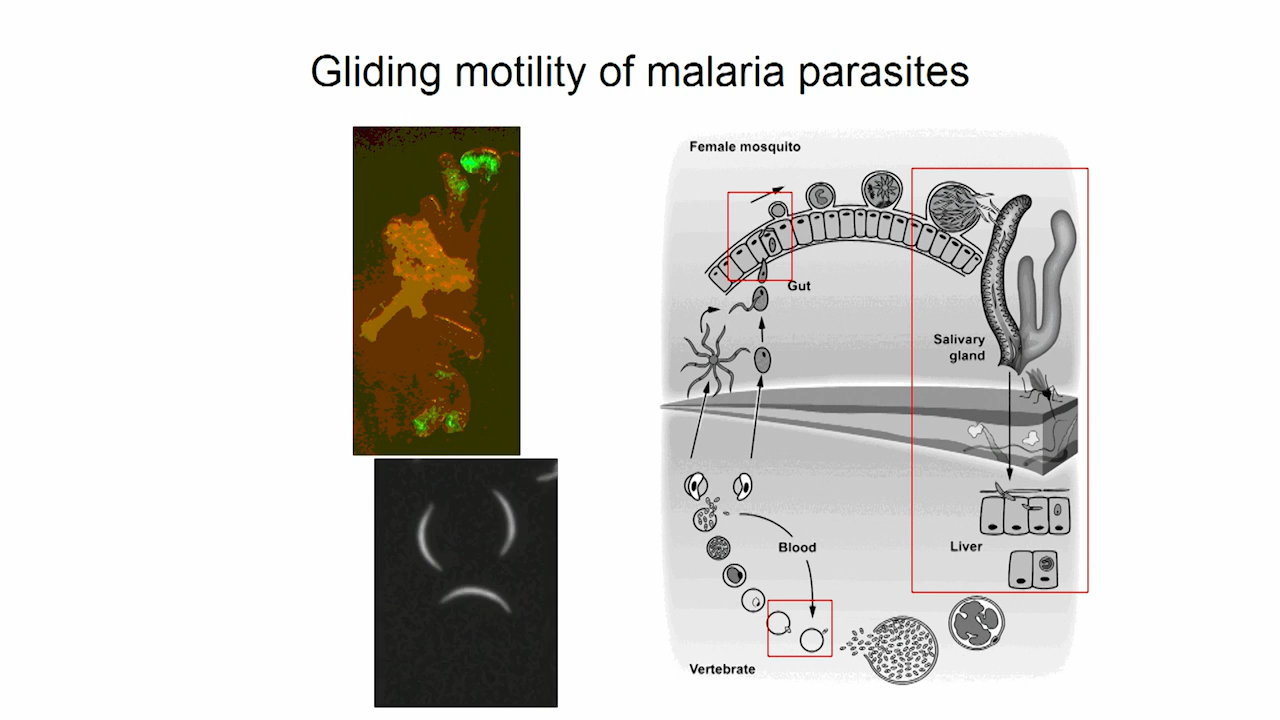 Gliding motility of malaria parasites
Female mosquito
Gut
Salivary
gland
Blood
Liver
Vertebrate